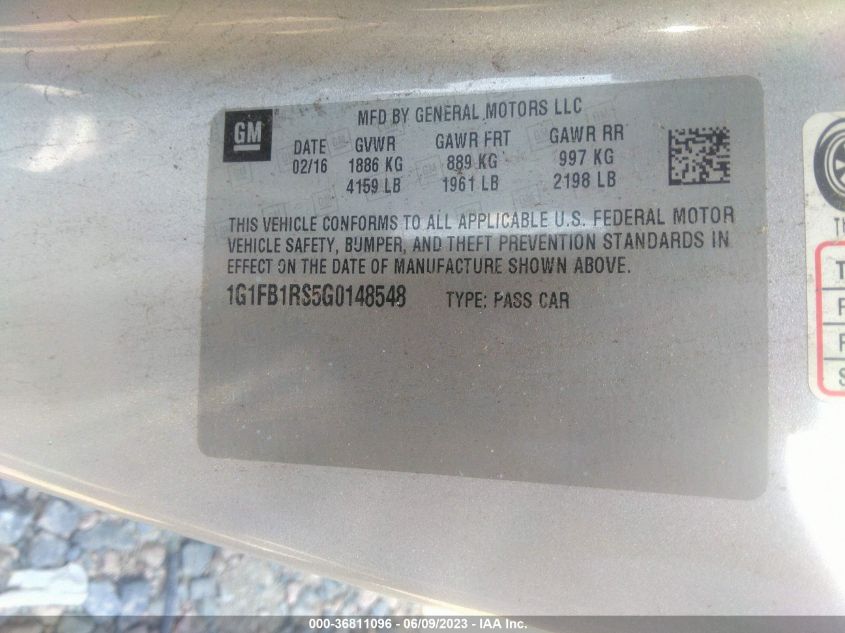 MFD BY GENERAL MOTORS LLC
GM
DATE GVWR GAWR FRT GAWR RR
02/16 1886 KG 889 KG 997 KG
4159 LB 1961 LB 2198 LB
THIS VEHICLE CONFORMS TO ALL APPLICABLE U.S. FEDERAL MOTOR
VEHICLE SAFETY, BUMPER, AND THEFT PREVENTION STANDARDS IN
EFFECT ON THE DATE OF MANUFACTURE SHOWN ABOVE.
1G1FB1RS5G0148548 TYPE: PASS CAR
000-36811096 - 06/09/2023 - IAA Inc.